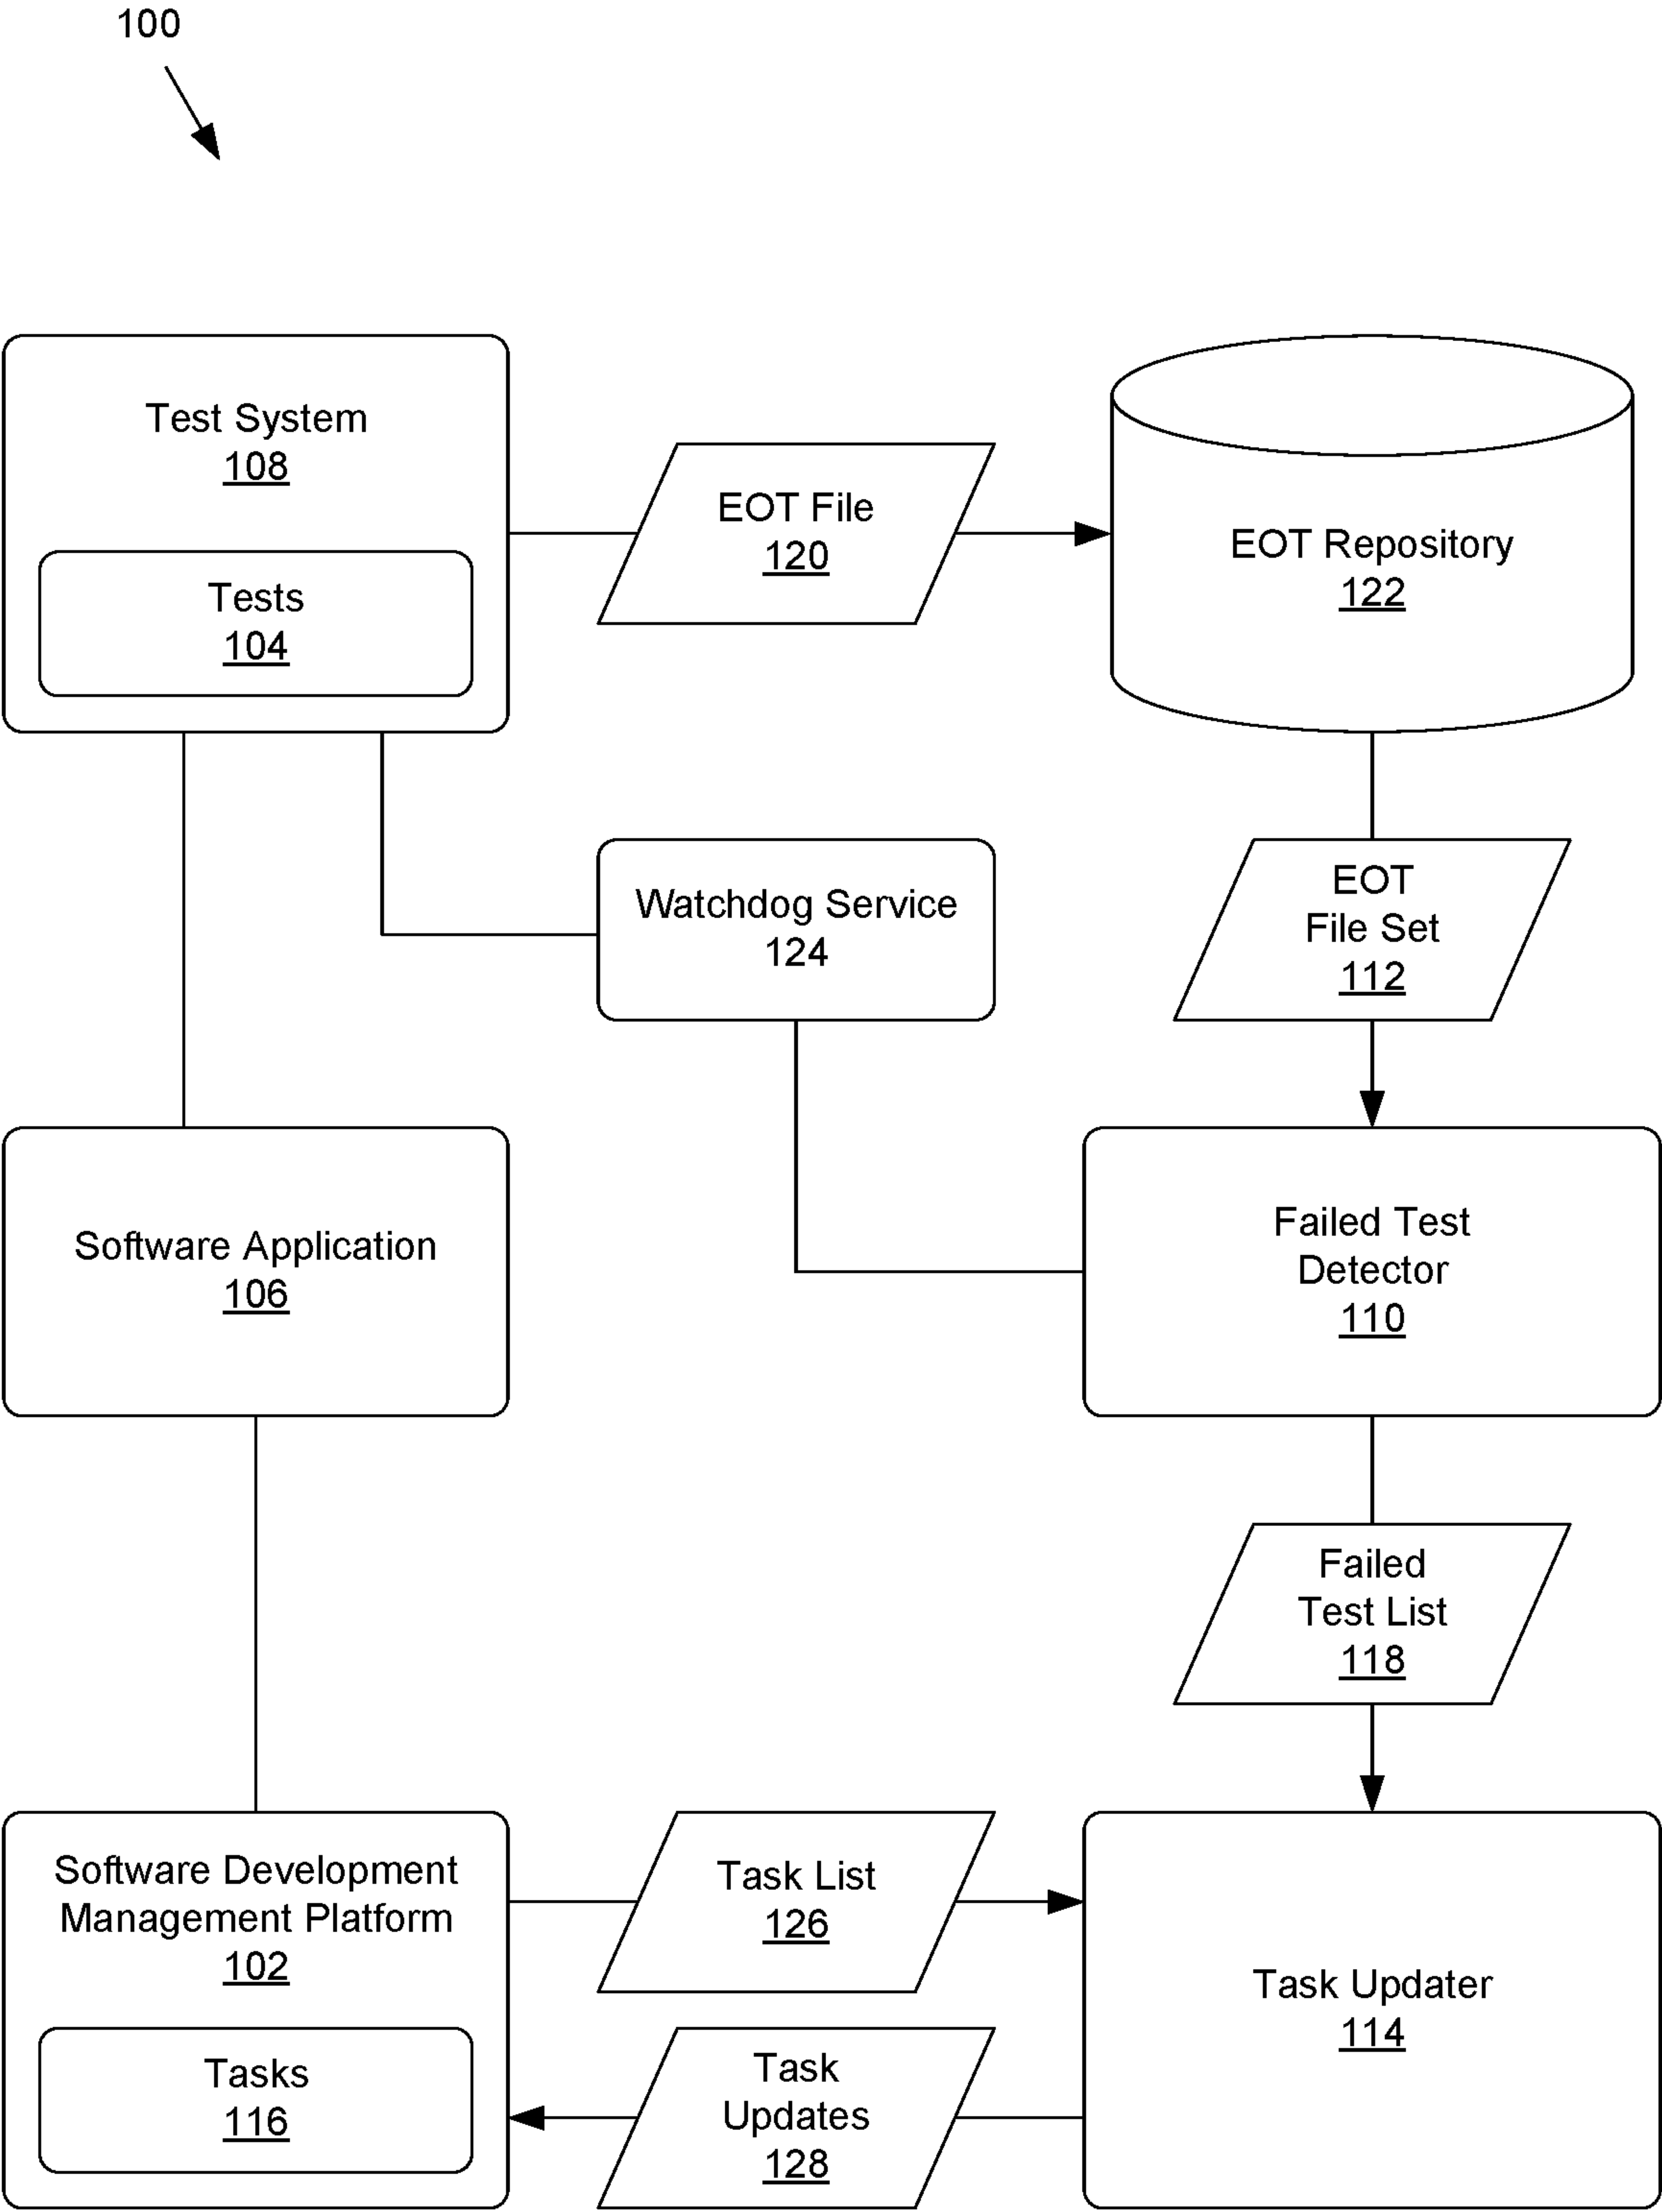 100
Test System
108
Tests
104
EOT File
120
EOT Repository
122
Watchdog Service
124
EOT
File Set
112
Software Application
106
Failed Test
Detector
110
Failed
Test List
118
Software Development
Management Platform
102
Tasks
116
Task List
126
Task
Updates
128
Task Updater
114